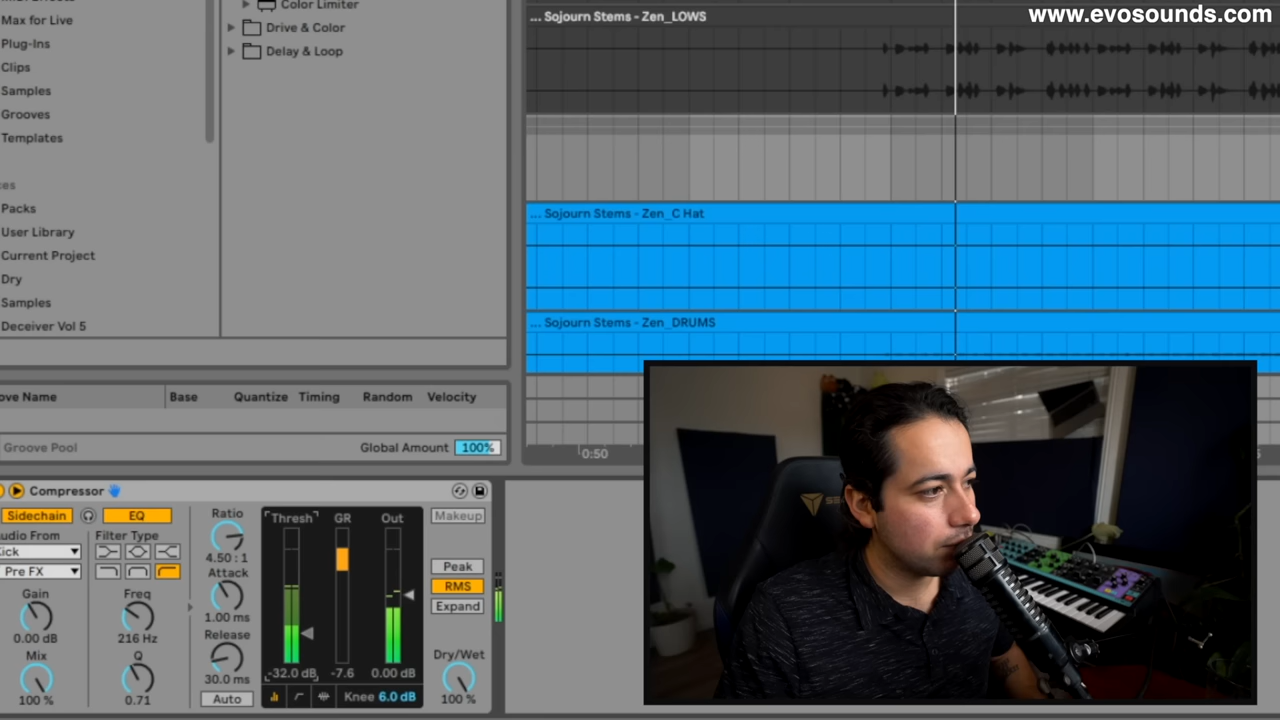 www.evosounds.com
Color Limiter
Max for Live
Drive & Color
Plug-Ins
Delay & Loop
Clips
Samples
Grooves
Templates
Packs
User Library
Current Project
Dry
Samples
Deceiver Vol 5
... Sojourn Stems - Zen_LOWS
... Sojourn Stems - Zen_C Hat
... Sojourn Stems - Zen_DRUMS
ove Name Base Quantize Timing Random Velocity
Groove Pool Global Amount 100%
0:50
Compressor
Sidechain EQ
udio From
ick
Pre FX
Gain
0.00 dB
Mix
100 %
Filter Type
Freq
216 Hz
Q
0.71
Ratio
4.50 : 1
Attack
1.00 ms
Release
30.0 ms
Auto
Thresh GR Out
-32.0 dB -7.6 0.00 dB
Knee 6.0 dB
Makeup
Peak
RMS
Expand
Dry/Wet
100 %